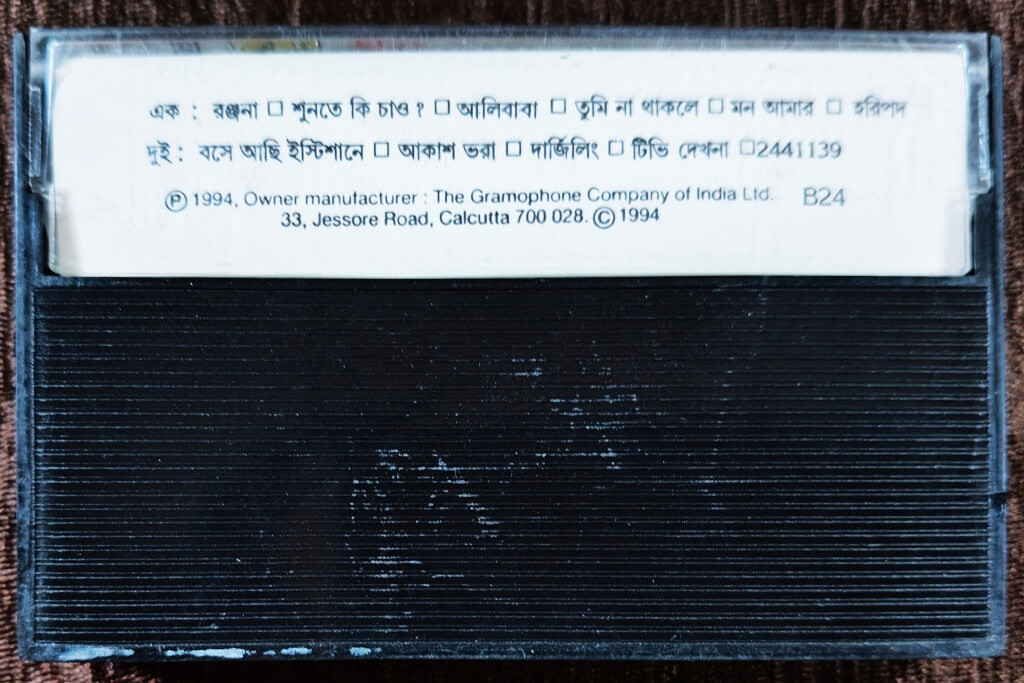 এক : রঞ্জনা □ শুনতে কি চাও ? □ আলিবাবা □ তুমি না থাকলে □ মন আমার □ হরিপদ
দুই : বসে আছি ইস্টিশানে □ আকাশ ভরা □ দার্জিলিং □ টিভি দেখনা □2441139
Ⓟ 1994, Owner manufacturer : The Gramophone Company of India Ltd. B24
33, Jessore Road, Calcutta 700 028. © 1994